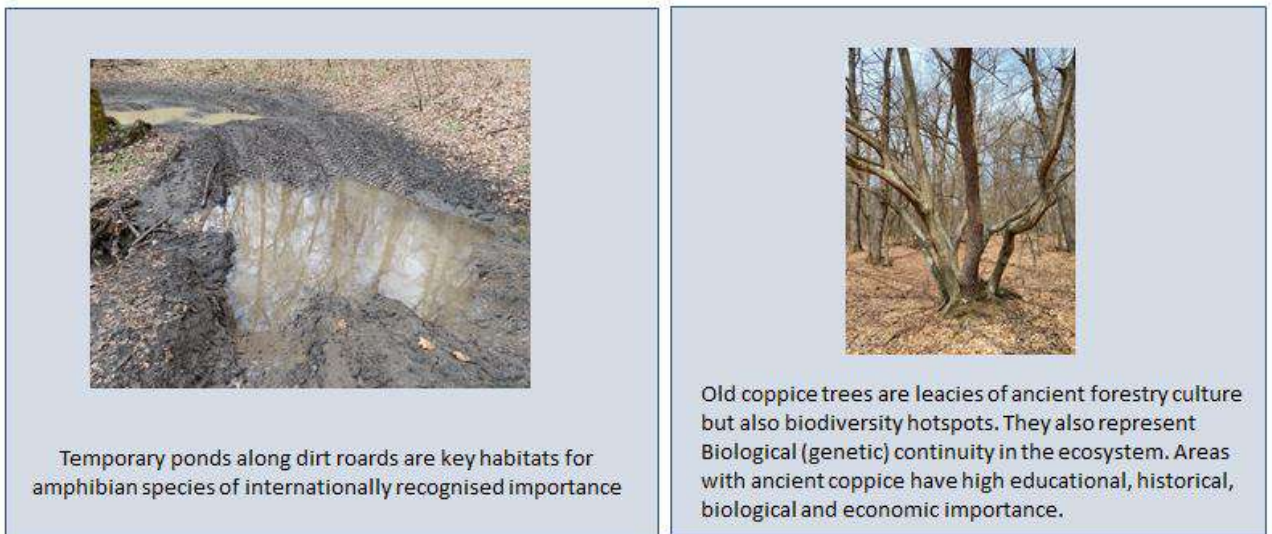 Temporary ponds along dirt roards are key habitats for
amphibian species of internationally recognised importance
Old coppice trees are leacies of ancient forestry culture
but also biodiversity hotspots. They also represent
Biological (genetic) continuity in the ecosystem. Areas
with ancient coppice have high educational, historical,
biological and economic importance.